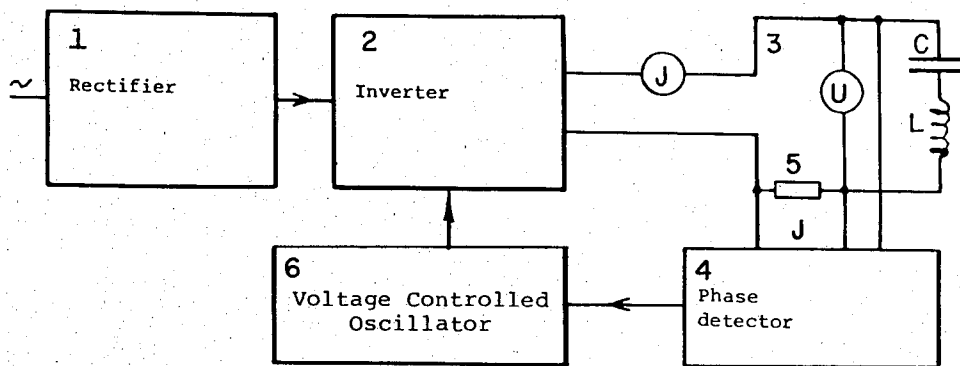 1
Rectifier
~
2
Inverter
J
3
U
C
L
5
J
6
Voltage Controlled
Oscillator
4
Phase
detector